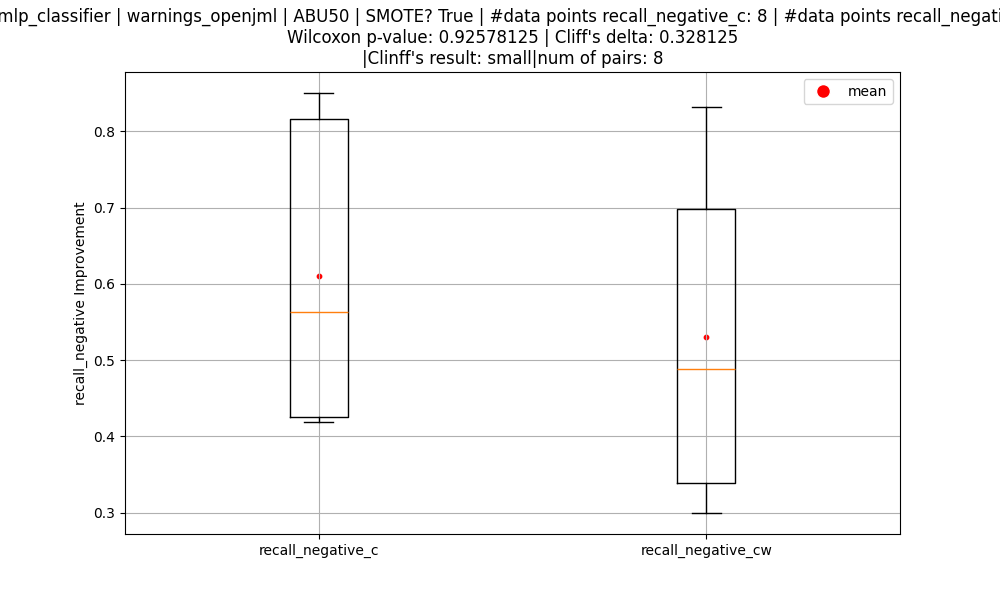 mlp_classifier | warnings_openjml | ABU50 | SMOTE? True | #data points recall_negative_c: 8 | #data points
Wilcoxon p-value: 0.92578125 | Cliff's delta: 0.328125
|Clinff's result: small|num of pairs: 8
mean
recall_negative Improvement
0.8
0.7
0.6
0.5
0.4
0.3
recall_negative_c
recall_negative_cw